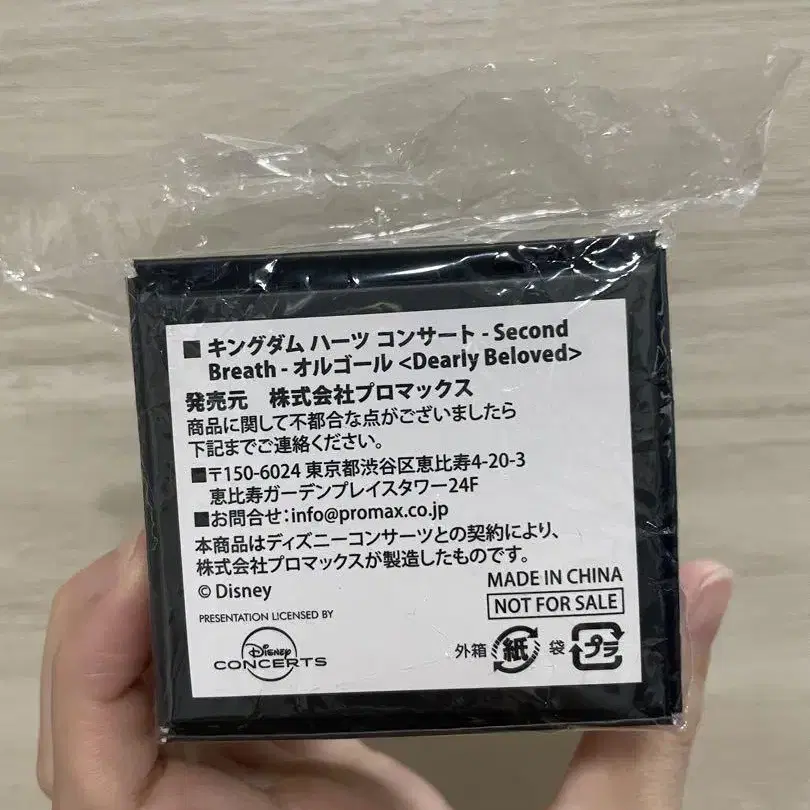 ■ キングダム ハーツ コンサート - Second
Breath - オルゴール <Dearly Beloved>
発売元　株式会社プロマックス
商品に関して不都合な点がございましたら
下記までご連絡ください。
■〒150-6024 東京都渋谷区恵比寿4-20-3
恵比寿ガーデンプレイスタワー24F
■お問合せ:info@promax.co.jp
本商品はディズニーコンサーツとの契約により、
株式会社プロマックスが製造したものです。
© Disney
MADE IN CHINA
NOT FOR SALE
PRESENTATION LICENSED BY
Disney
CONCERTS
外箱 紙 袋 プラ